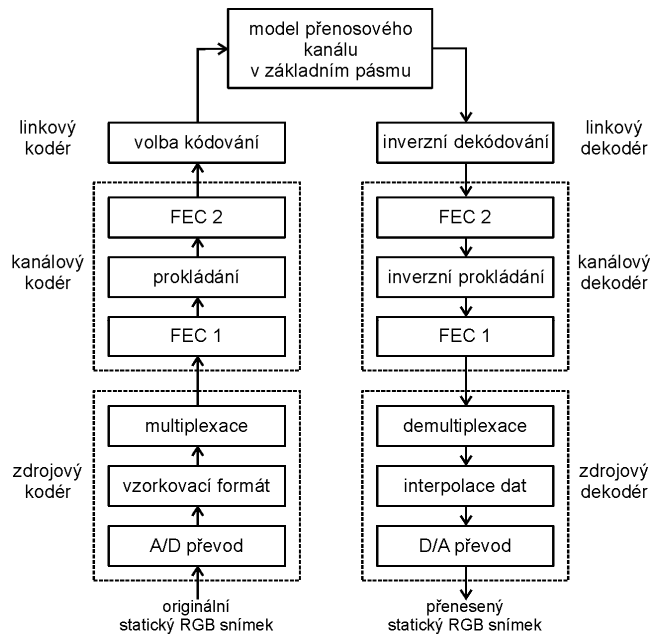 model přenosového
kanálu
v základním pásmu
linkový
kodér
volba kódování
inverzní dekódování
linkový
dekodér
FEC 2
FEC 2
kanálový
kodér
prokládání
inverzní prokládání
kanálový
dekodér
FEC 1
FEC 1
multiplexace
demultiplexace
zdrojový
kodér
vzorkovací formát
interpolace dat
zdrojový
dekodér
A/D převod
D/A převod
originální
statický RGB snímek
přenesený
statický RGB snímek